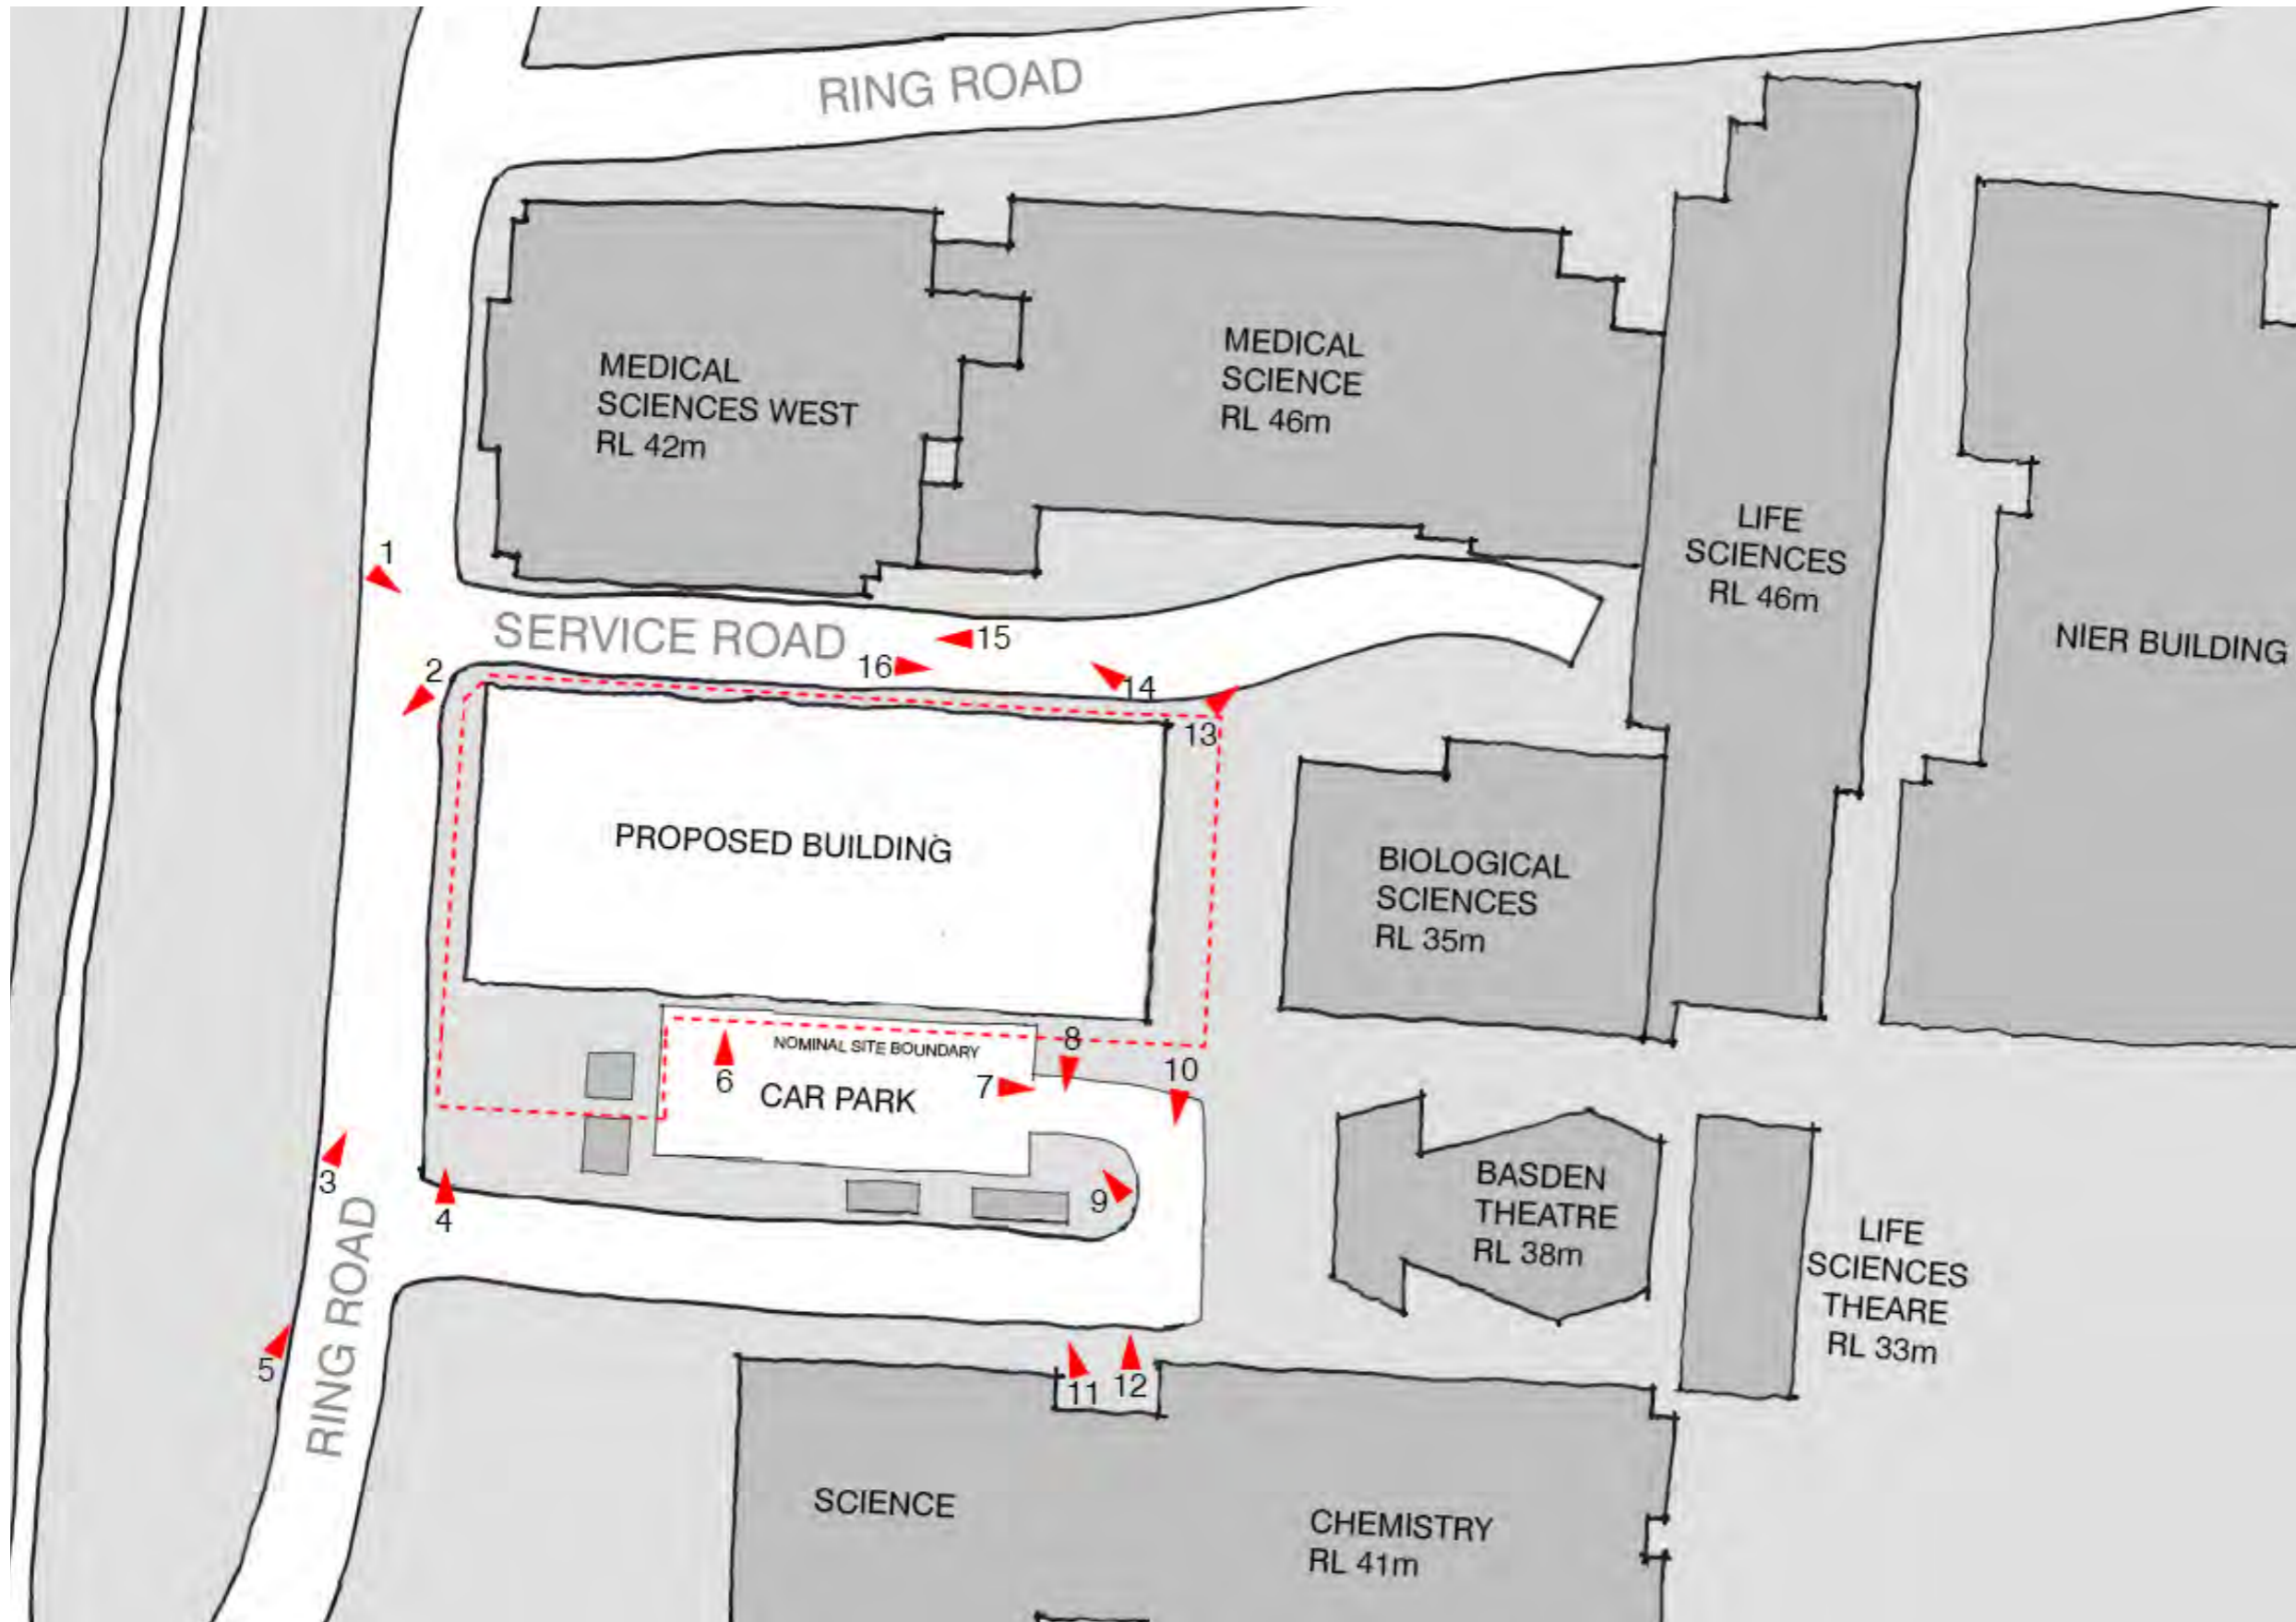 RING ROAD
MEDICAL
SCIENCES WEST
RL 42m
MEDICAL
SCIENCE
RL 46m
LIFE
SCIENCES
RL 46m
NIER BUILDING
1
SERVICE ROAD
15
16
2
14
13
PROPOSED BUILDING
BIOLOGICAL
SCIENCES
RL 35m
NOMINAL SITE BOUNDARY
8
6
7
10
CAR PARK
3
4
9
BASDEN
THEATRE
RL 38m
LIFE
SCIENCES
THEARE
RL 33m
RING ROAD
5
11
12
SCIENCE
CHEMISTRY
RL 41m